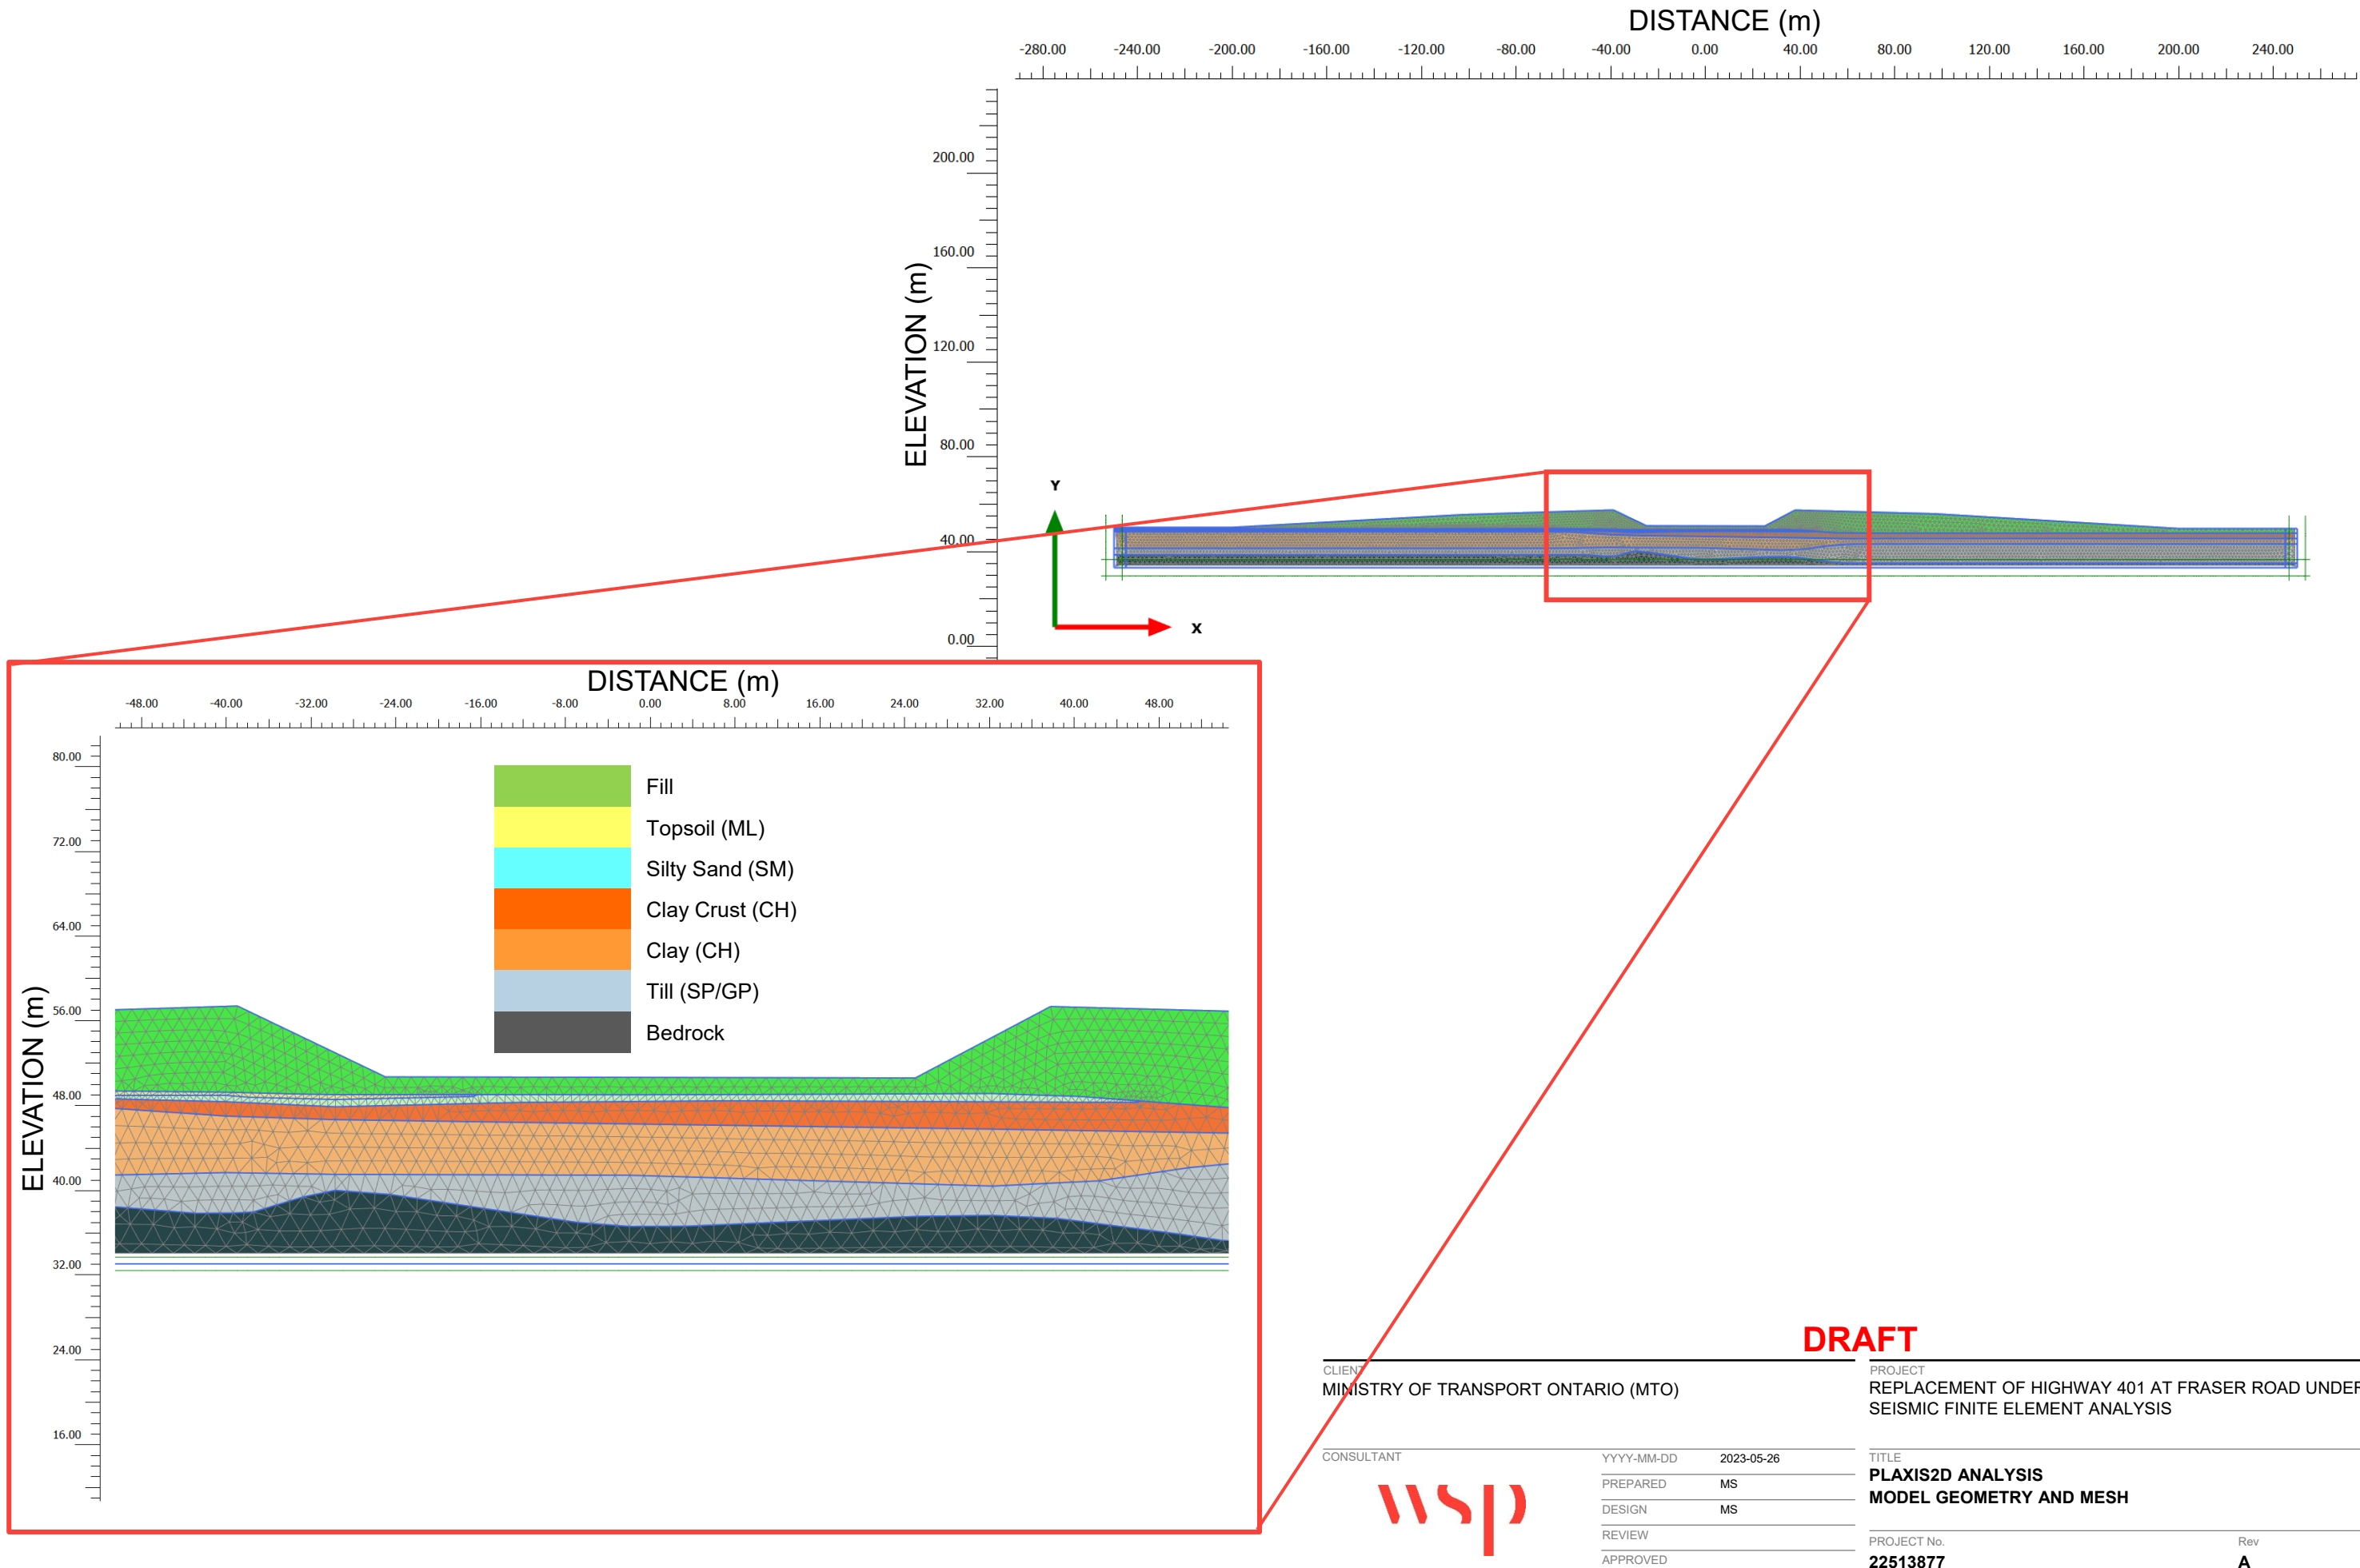 DISTANCE (m)
-280.00 -240.00 -200.00 -160.00 -120.00 -80.00 -40.00 0.00 40.00 80.00 120.00 160.00 200.00 240.00
ELEVATION (m)
200.00
160.00
120.00
80.00
40.00
0.00
Y
X
DISTANCE (m)
-48.00 -40.00 -32.00 -24.00 -16.00 -8.00 0.00 8.00 16.00 24.00 32.00 40.00 48.00
ELEVATION (m)
80.00
72.00
64.00
56.00
48.00
40.00
32.00
24.00
16.00
Fill
Topsoil (ML)
Silty Sand (SM)
Clay Crust (CH)
Clay (CH)
Till (SP/GP)
Bedrock
DRAFT
CLIENT
MINISTRY OF TRANSPORT ONTARIO (MTO)
PROJECT
REPLACEMENT OF HIGHWAY 401 AT FRASER ROAD UNDER
SEISMIC FINITE ELEMENT ANALYSIS
CONSULTANT
wsp
YYYY-MM-DD 2023-05-26
PREPARED MS
DESIGN MS
REVIEW
APPROVED
TITLE
PLAXIS2D ANALYSIS
MODEL GEOMETRY AND MESH
PROJECT No. Rev
22513877 A